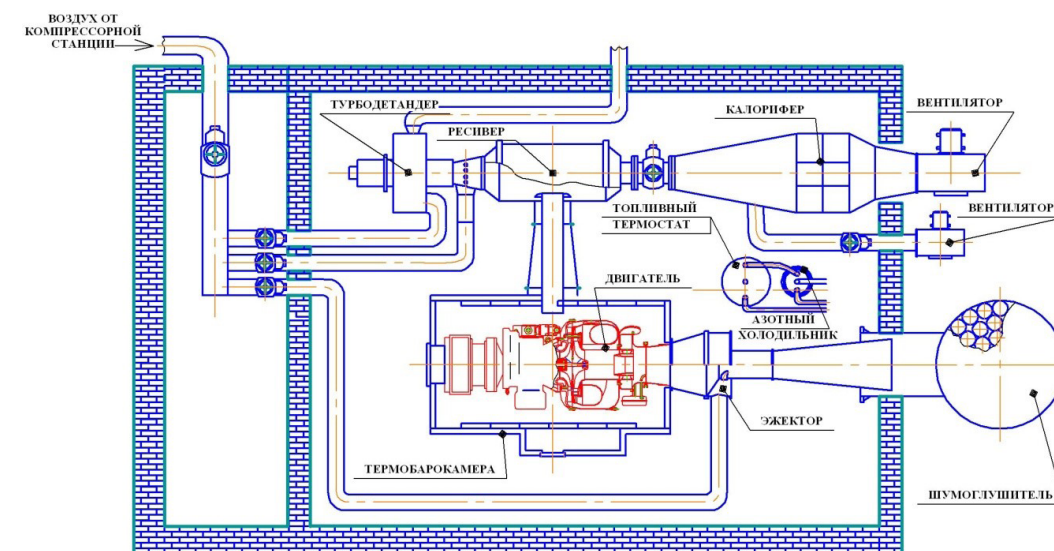 ВОЗДУХ ОТ
КОМПРЕССОРНОЙ
СТАНЦИИ
ТУРБОДЕТАНДЕР
РЕСИВЕР
КАЛОРИФЕР
ВЕНТИЛЯТОР
ВЕНТИЛЯТОР
ТОПЛИВНЫЙ
ТЕРМОСТАТ
ДВИГАТЕЛЬ
АЗОТНЫЙ
ХОЛОДИЛЬНИК
ЭЖЕКТОР
ТЕРМОБАРОКАМЕРА
ШУМОГЛУШИТЕЛЬ